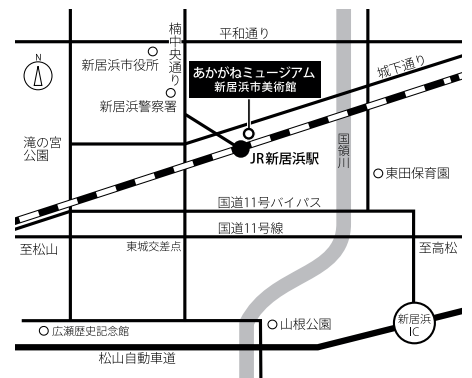 平和通り
楠中央通り
新居浜市役所
あかがねミュージアム
新居浜市美術館
城下通り
N
新居浜警察署
滝の宮
公園
JR新居浜駅
国領川
東田保育園
国道11号バイパス
国道11号線
至松山
東城交差点
至高松
新居浜
IC
山根公園
広瀬歴史記念館
松山自動車道